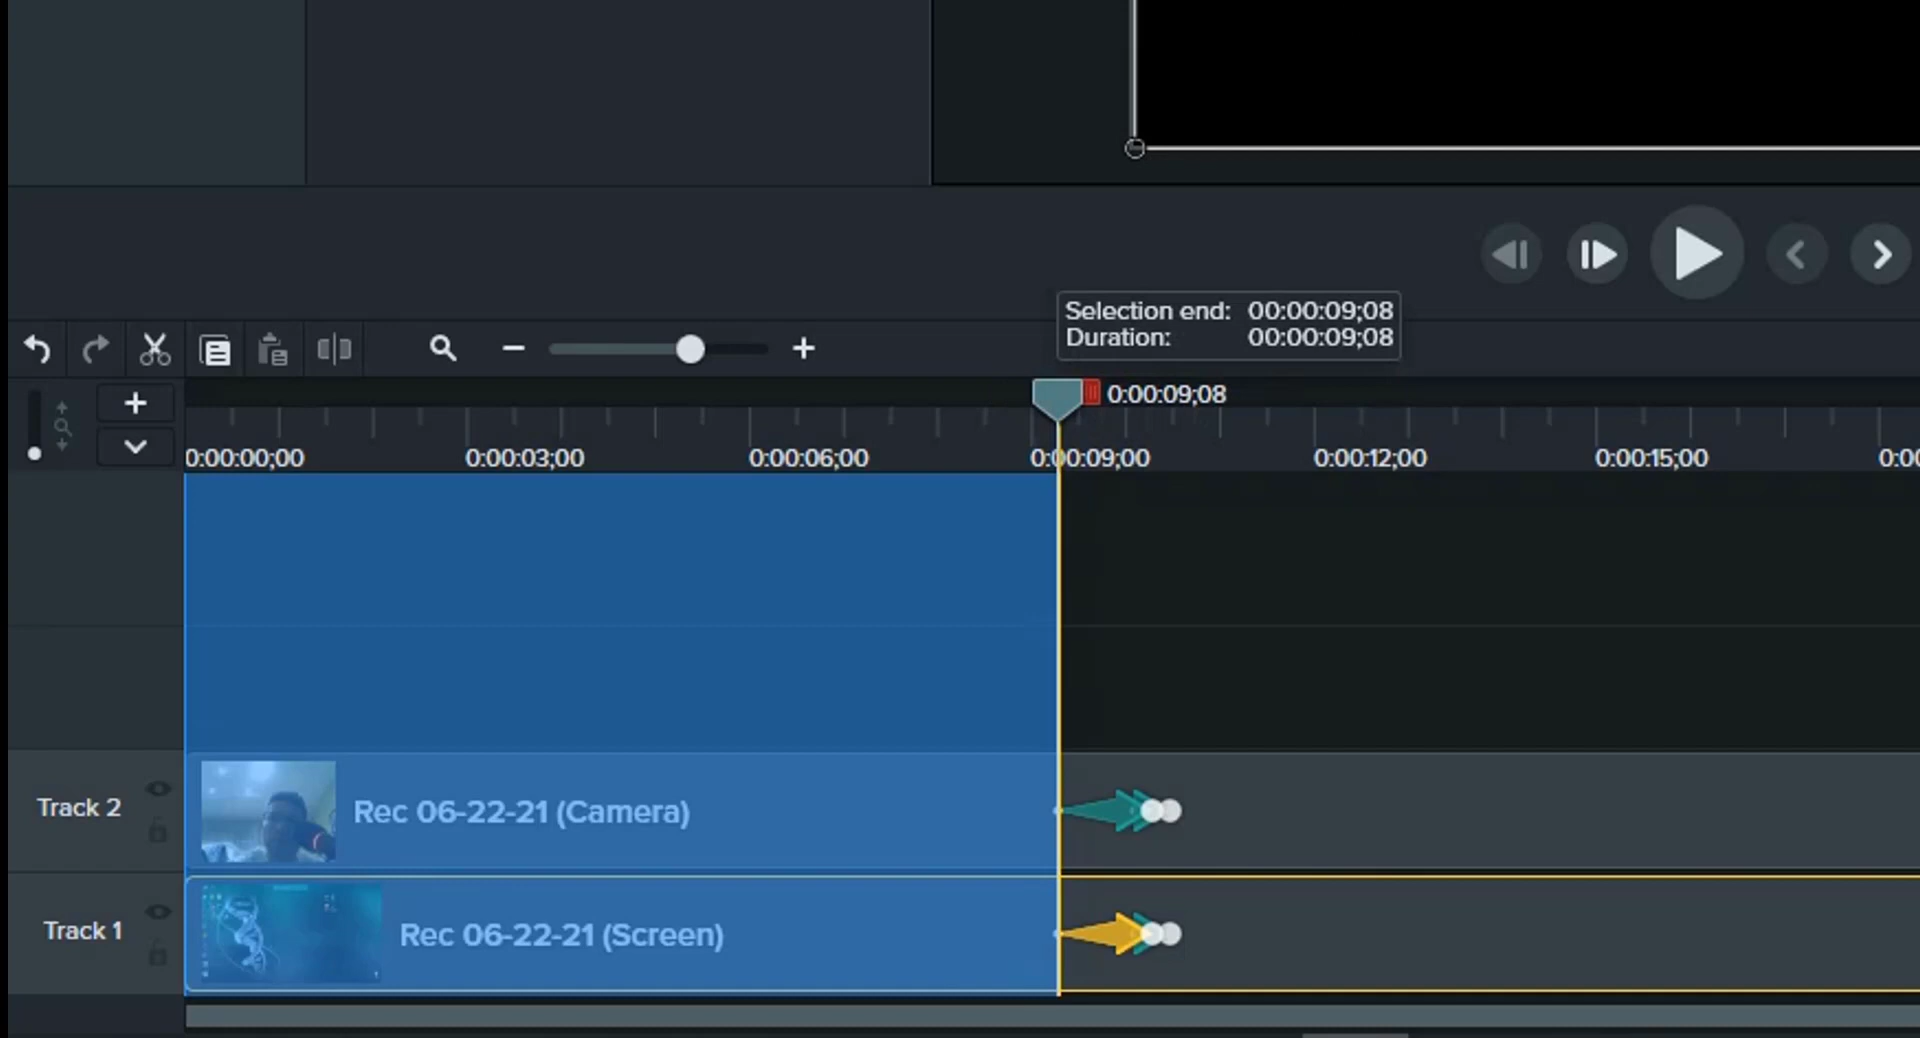 Selection end: 00:00:09;08
Duration: 00:00:09;08
0:00:09;08
0:00:00;00 0:00:03;00 0:00:06;00 0:00:09;00 0:00:12;00 0:00:15;00 0:00
Track 2
Rec 06-22-21 (Camera)
Track 1
Rec 06-22-21 (Screen)